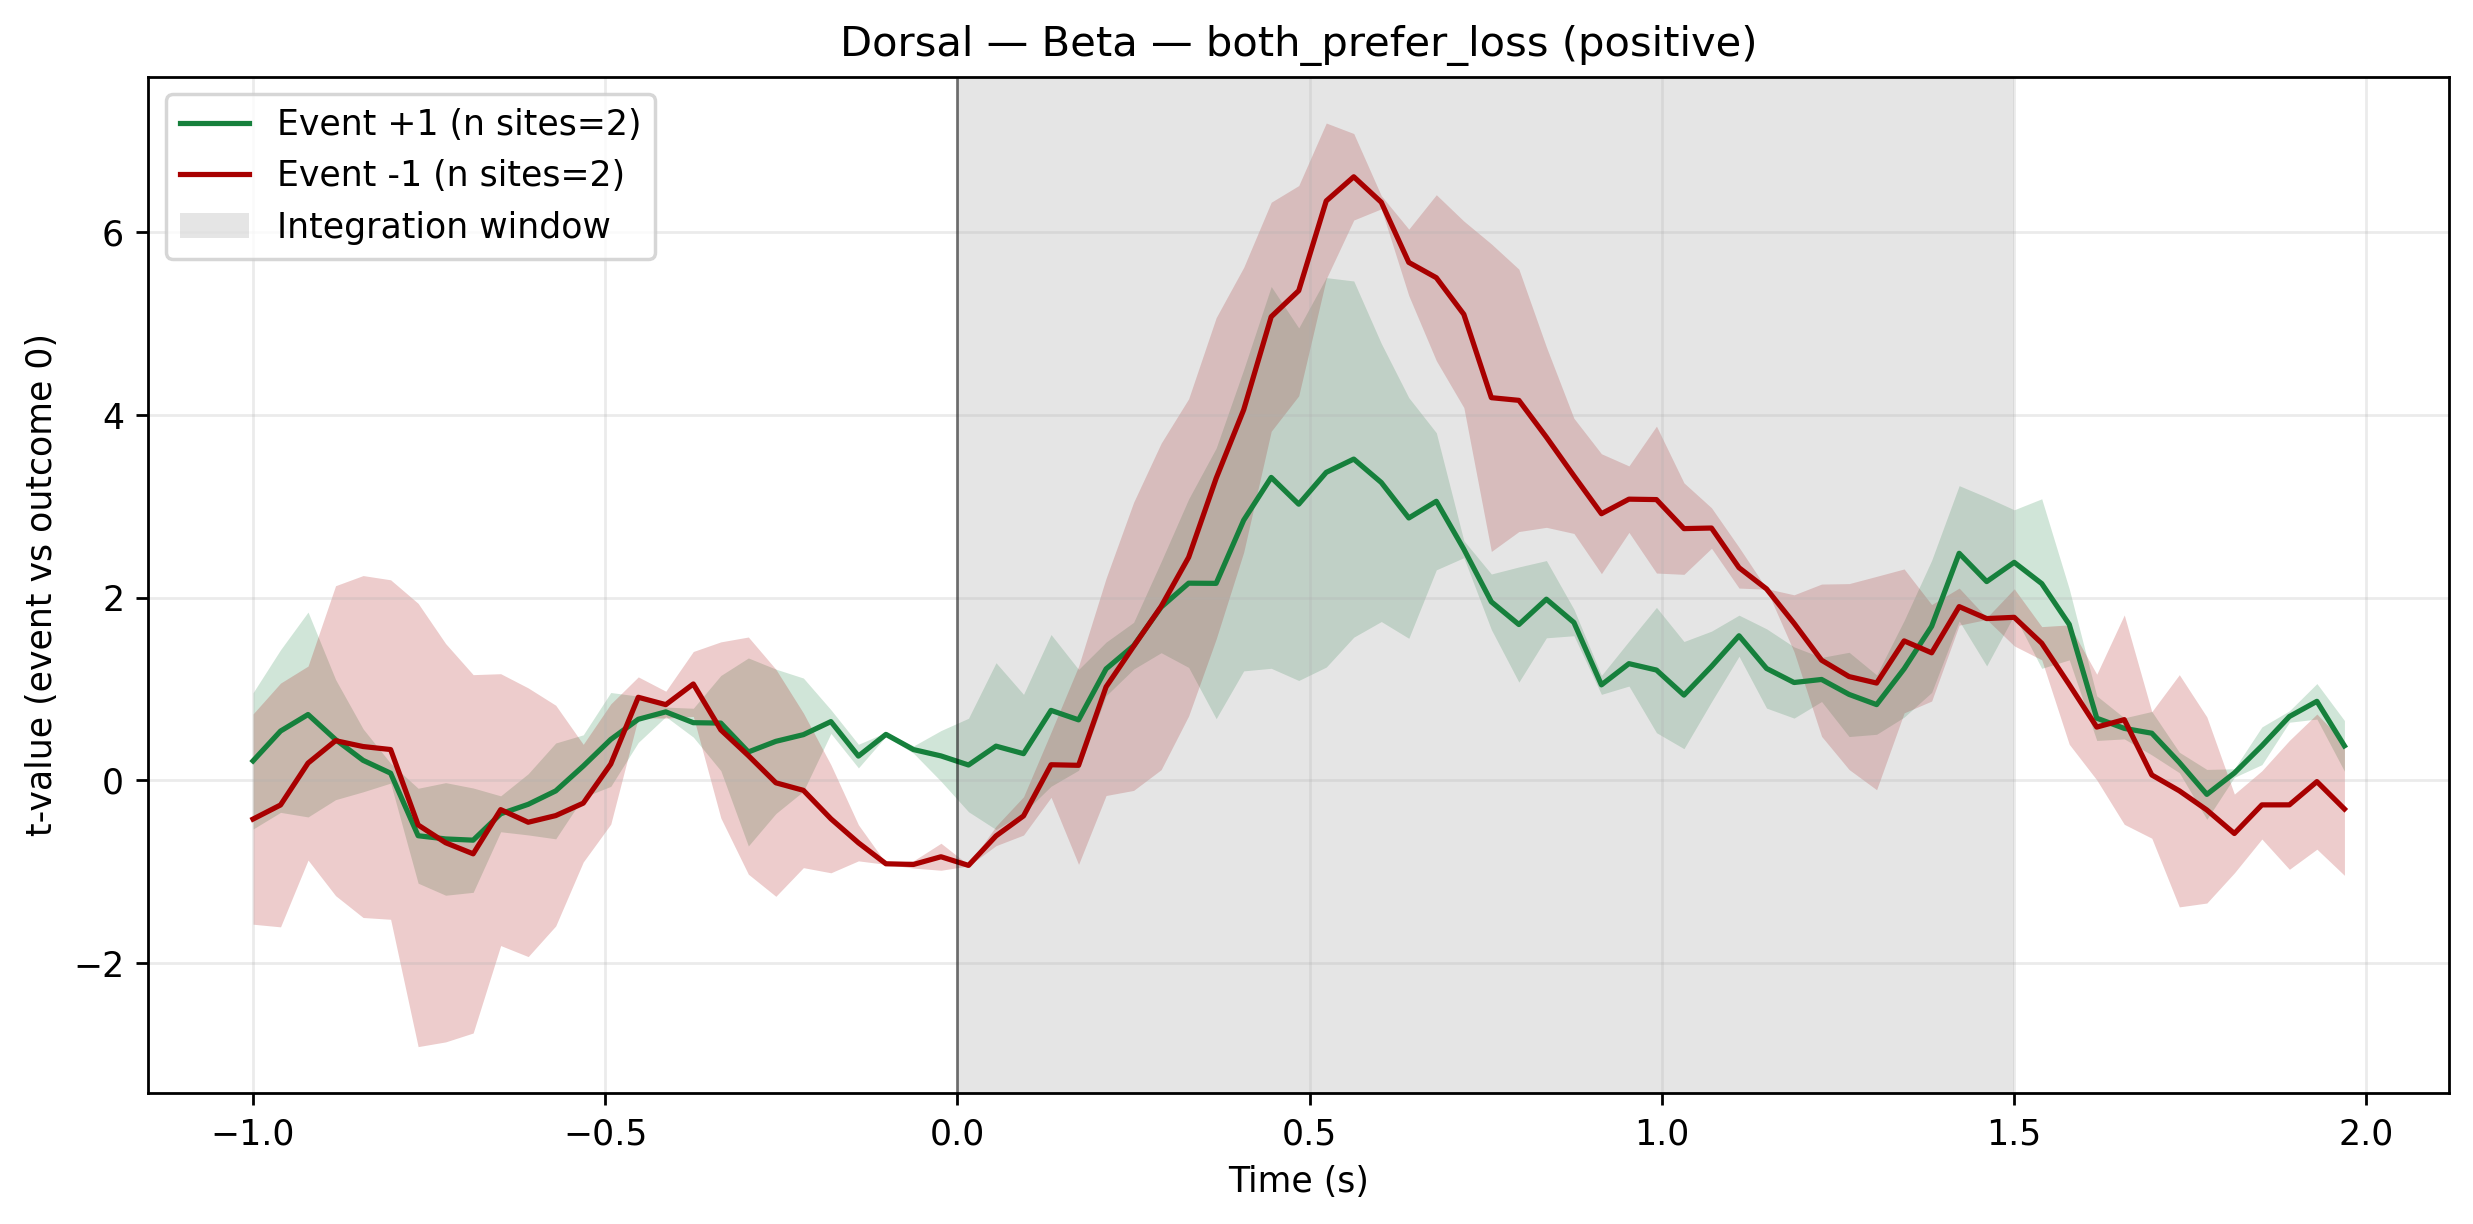 Dorsal — Beta — both_prefer_loss (positive)
Event +1 (n sites=2)
Event -1 (n sites=2)
Integration window
t-value (event vs outcome 0)
6
4
2
0
−2
−1.0 −0.5 0.0 0.5 1.0 1.5 2.0
Time (s)